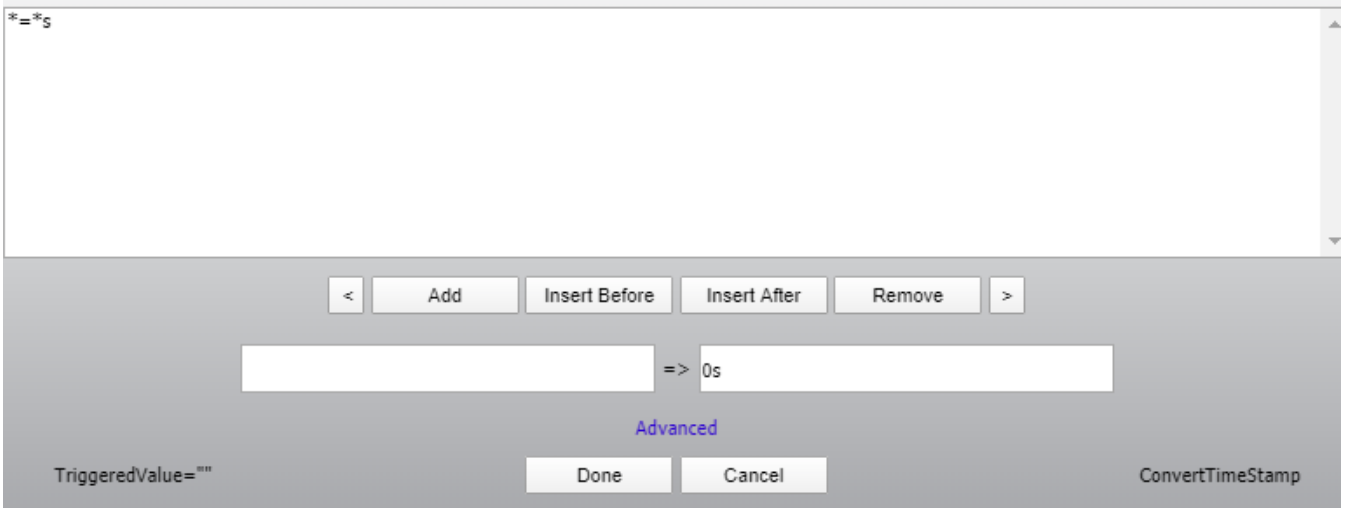 *=*s
< Add Insert Before Insert After Remove >
=> 0s
Advanced
TriggeredValue="" Done Cancel ConvertTimeStamp